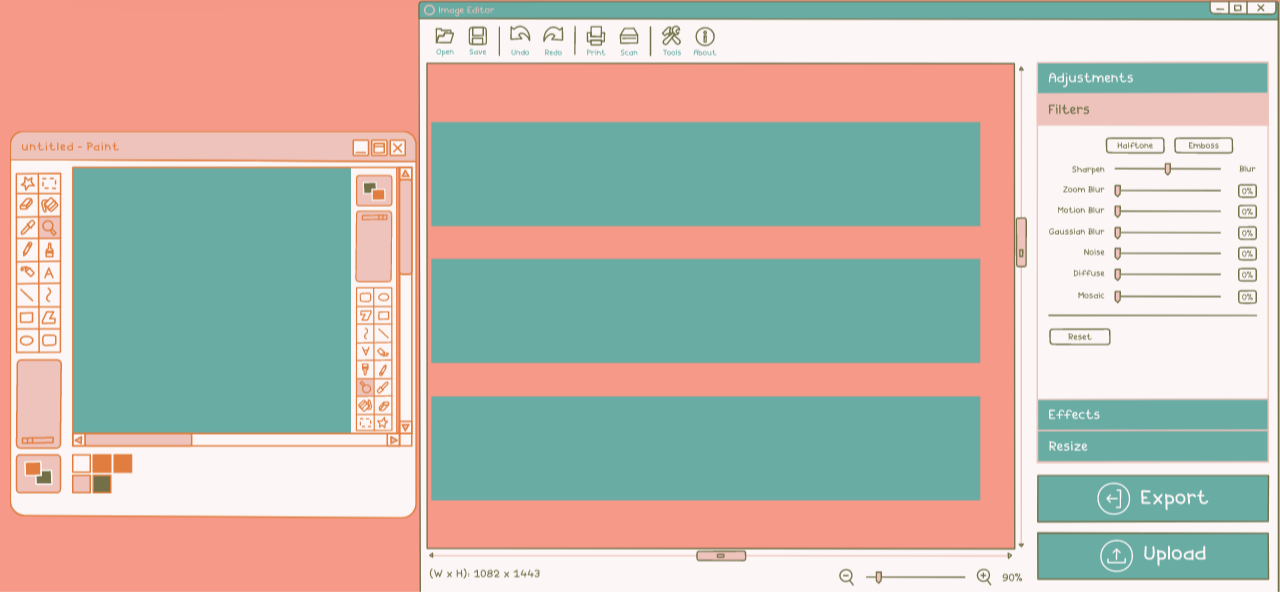 Image Editor
Open Save Undo Redo Print Scan Tools About
untitled - Paint
A
Adjustments
Filters
Halftone Emboss
Sharpen Blur
Zoom Blur 0%
Motion Blur 0%
Gaussian Blur 0%
Noise 0%
Diffuse 0%
Mosaic 0%
Reset
Effects
Resize
Export
Upload
(W x H): 1082 x 1443
90%